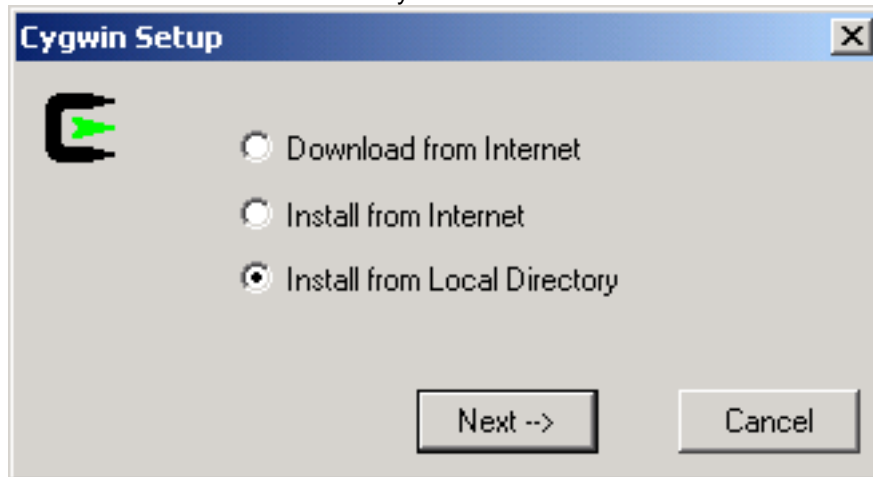 Cygwin Setup
Download from Internet
Install from Internet
Install from Local Directory
Next -->
Cancel